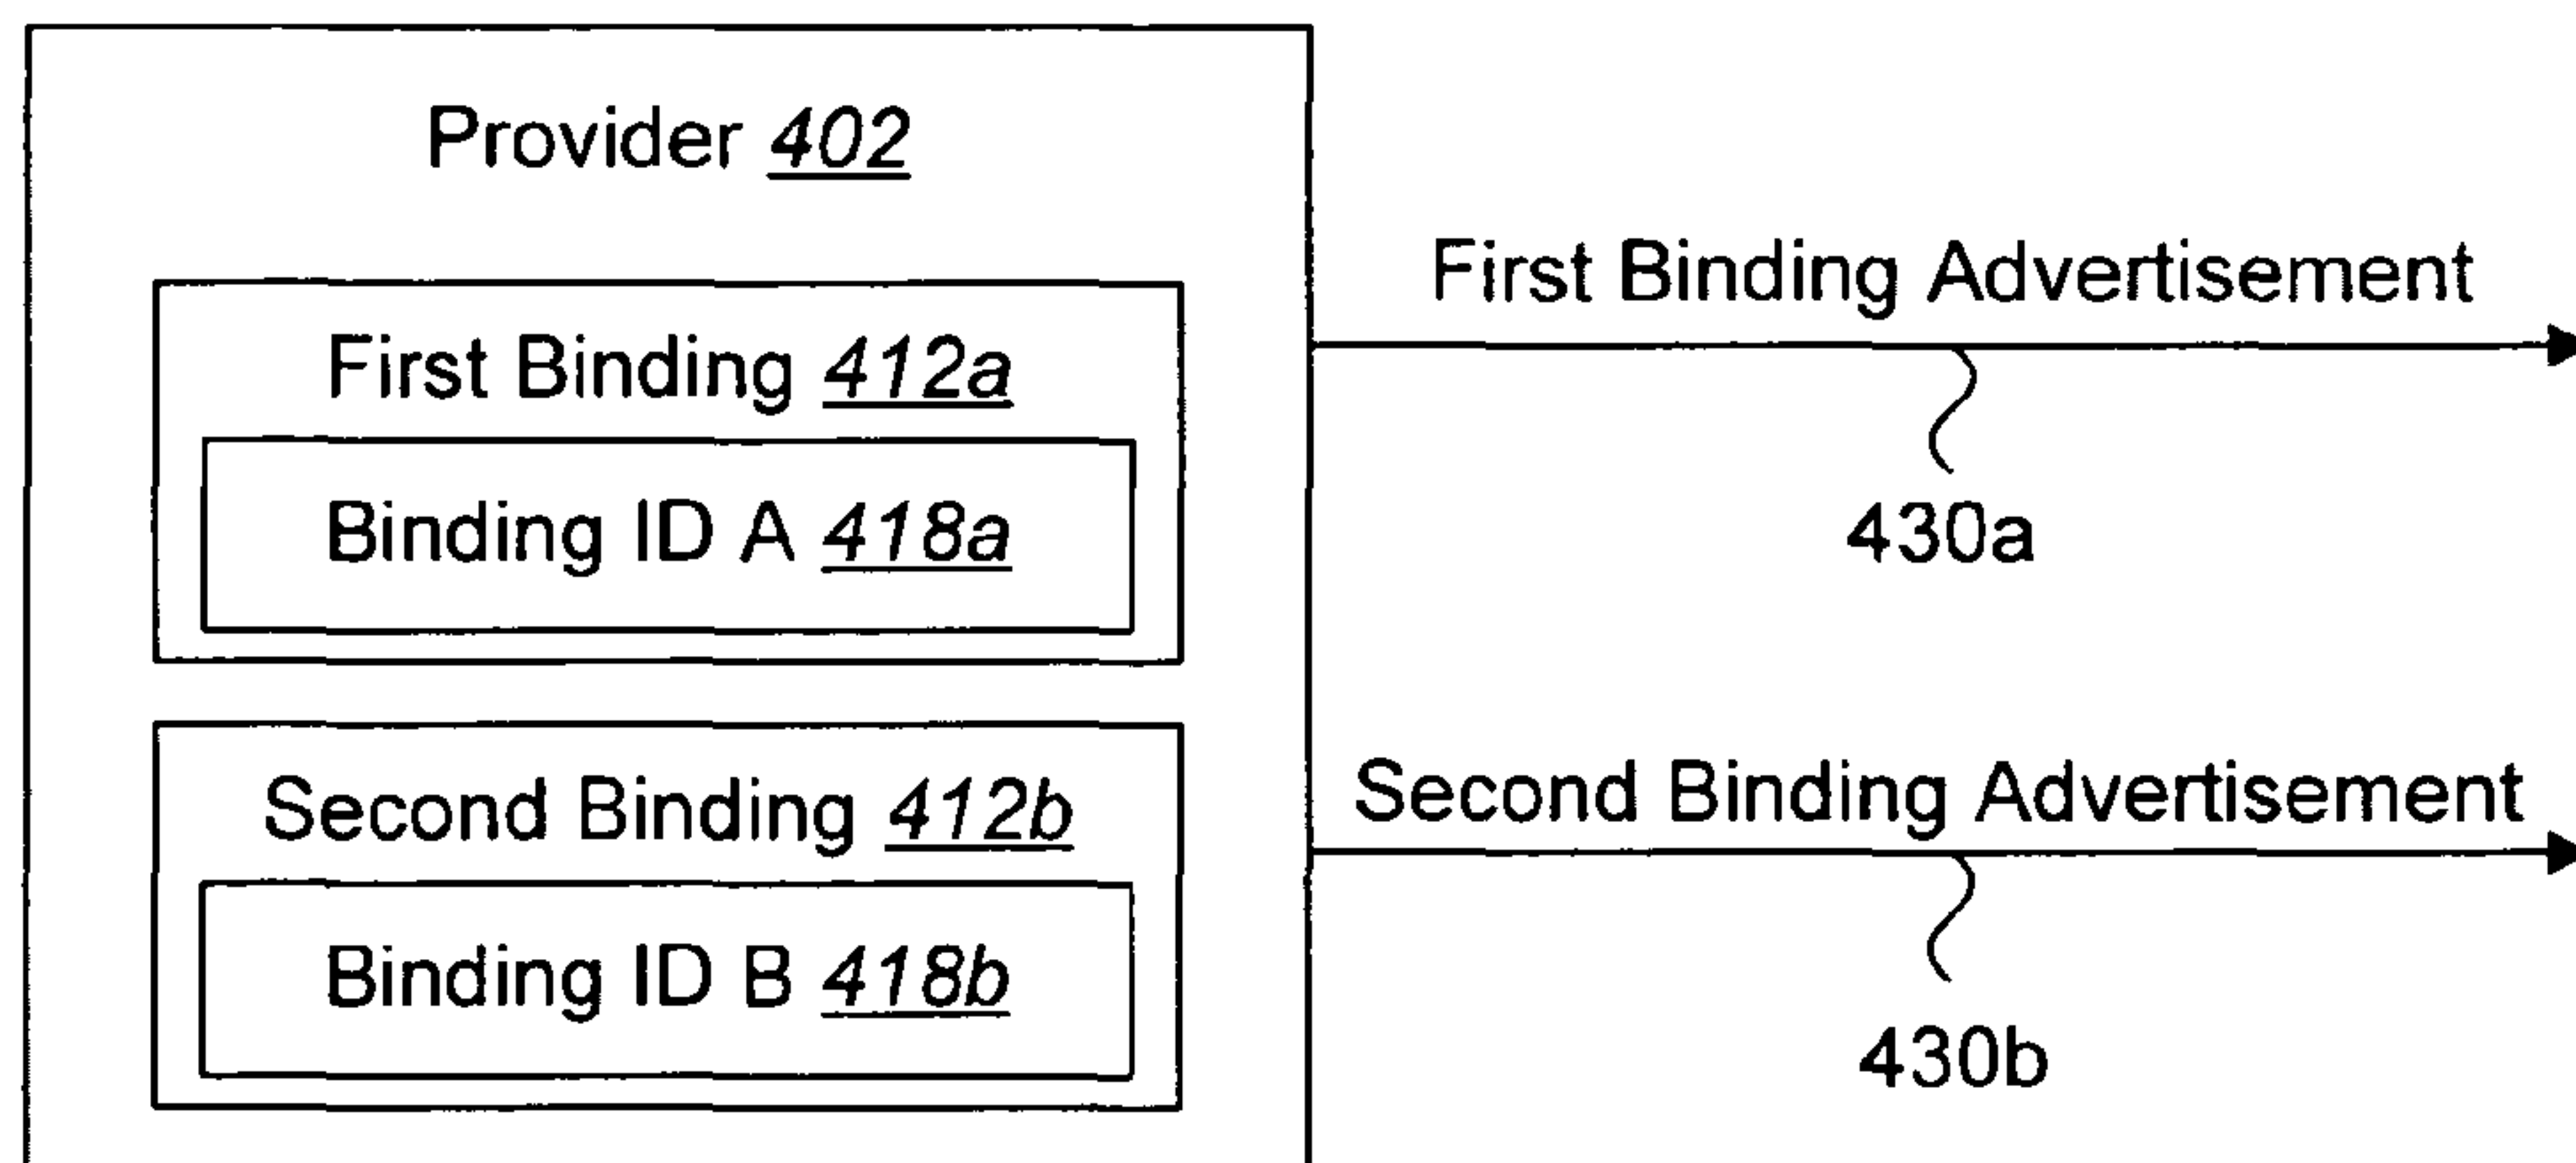 Provider 402
First Binding 412a
Binding ID A 418a
Second Binding 412b
Binding ID B 418b
First Binding Advertisement
430a
Second Binding Advertisement
430b